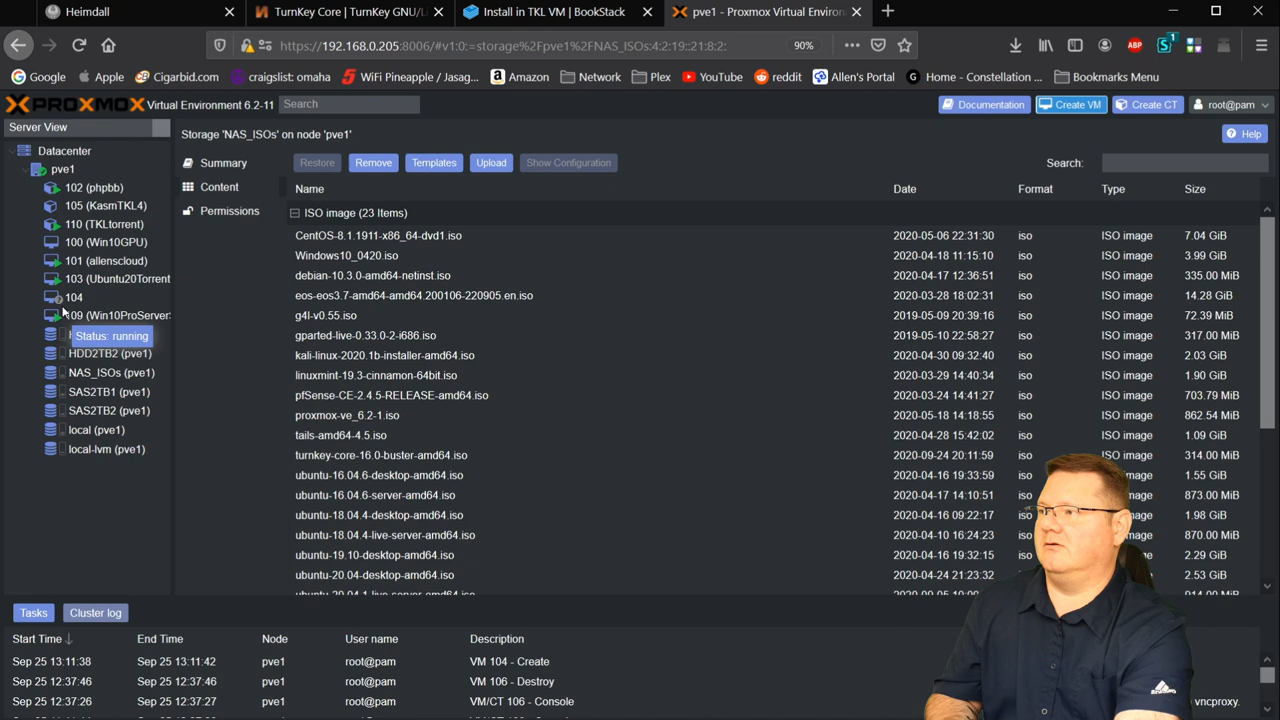 Heimdall
TurnKey Core | TurnKey GNU/L
Install in TKL VM | BookStack
pve1 - Proxmox Virtual Environ
https://192.168.0.205:8006/#v1:0:=storage%2Fpve1%2FNAS_ISOs:4:2:19::21:8:2:
90%
ABP
S 1
Google
Apple
Cigarbid.com
craigslist: omaha
WiFi Pineapple / Jasag...
Amazon
Network
Plex
YouTube
reddit
Allen's Portal
Home - Constellation ...
Bookmarks Menu
PROXMOX Virtual Environment 6.2-11
Search
Documentation
Create VM
Create CT
root@pam
Server View
Storage 'NAS_ISOs' on node 'pve1'
Help
Datacenter
pve1
102 (phpbb)
105 (KasmTKL4)
110 (TKLtorrent)
100 (Win10GPU)
101 (allenscloud)
103 (Ubuntu20Torrent
104
109 (Win10ProServer
Status: running
HDD2TB2 (pve1)
NAS_ISOs (pve1)
SAS2TB1 (pve1)
SAS2TB2 (pve1)
local (pve1)
local-lvm (pve1)
Summary
Content
Permissions
Restore
Remove
Templates
Upload
Show Configuration
Search:
Name Date Format Type Size
ISO image (23 Items)
CentOS-8.1.1911-x86_64-dvd1.iso 2020-05-06 22:31:30 iso ISO image 7.04 GiB
Windows10_0420.iso 2020-04-18 11:15:10 iso ISO image 3.99 GiB
debian-10.3.0-amd64-netinst.iso 2020-04-17 12:36:51 iso ISO image 335.00 MiB
eos-eos3.7-amd64-amd64.200106-220905.en.iso 2020-03-28 18:02:31 iso ISO image 14.28 GiB
g4l-v0.55.iso 2019-05-09 20:39:16 iso ISO image 72.39 MiB
gparted-live-0.33.0-2-i686.iso 2019-05-10 22:58:27 iso ISO image 317.00 MiB
kali-linux-2020.1b-installer-amd64.iso 2020-04-30 09:32:40 iso ISO image 2.03 GiB
linuxmint-19.3-cinnamon-64bit.iso 2020-03-29 14:40:34 iso ISO image 1.90 GiB
pfSense-CE-2.4.5-RELEASE-amd64.iso 2020-03-24 14:41:27 iso ISO image 703.79 MiB
proxmox-ve_6.2-1.iso 2020-05-18 14:18:55 iso ISO image 862.54 MiB
tails-amd64-4.5.iso 2020-04-28 15:42:02 iso ISO image 1.09 GiB
turnkey-core-16.0-buster-amd64.iso 2020-09-24 20:11:59 iso ISO image 314.00 MiB
ubuntu-16.04.6-desktop-amd64.iso 2020-04-16 19:33:59 iso ISO image 1.55 GiB
ubuntu-16.04.6-server-amd64.iso 2020-04-17 14:10:51 iso ISO image 873.00 MiB
ubuntu-18.04.4-desktop-amd64.iso 2020-04-16 09:22:17 iso ISO image 1.98 GiB
ubuntu-18.04.4-live-server-amd64.iso 2020-04-10 16:24:23 iso ISO image 870.00 MiB
ubuntu-19.10-desktop-amd64.iso 2020-04-16 19:32:15 iso ISO image 2.29 GiB
ubuntu-20.04-desktop-amd64.iso 2020-04-24 21:23:32 iso ISO image 2.53 GiB
Tasks
Cluster log
Start Time End Time Node User name Description
Sep 25 13:11:38 Sep 25 13:11:42 pve1 root@pam VM 104 - Create
Sep 25 12:37:46 Sep 25 12:37:46 pve1 root@pam VM 106 - Destroy
Sep 25 12:37:26 Sep 25 12:37:27 pve1 root@pam VM/CT 106 - Console
vncproxy.